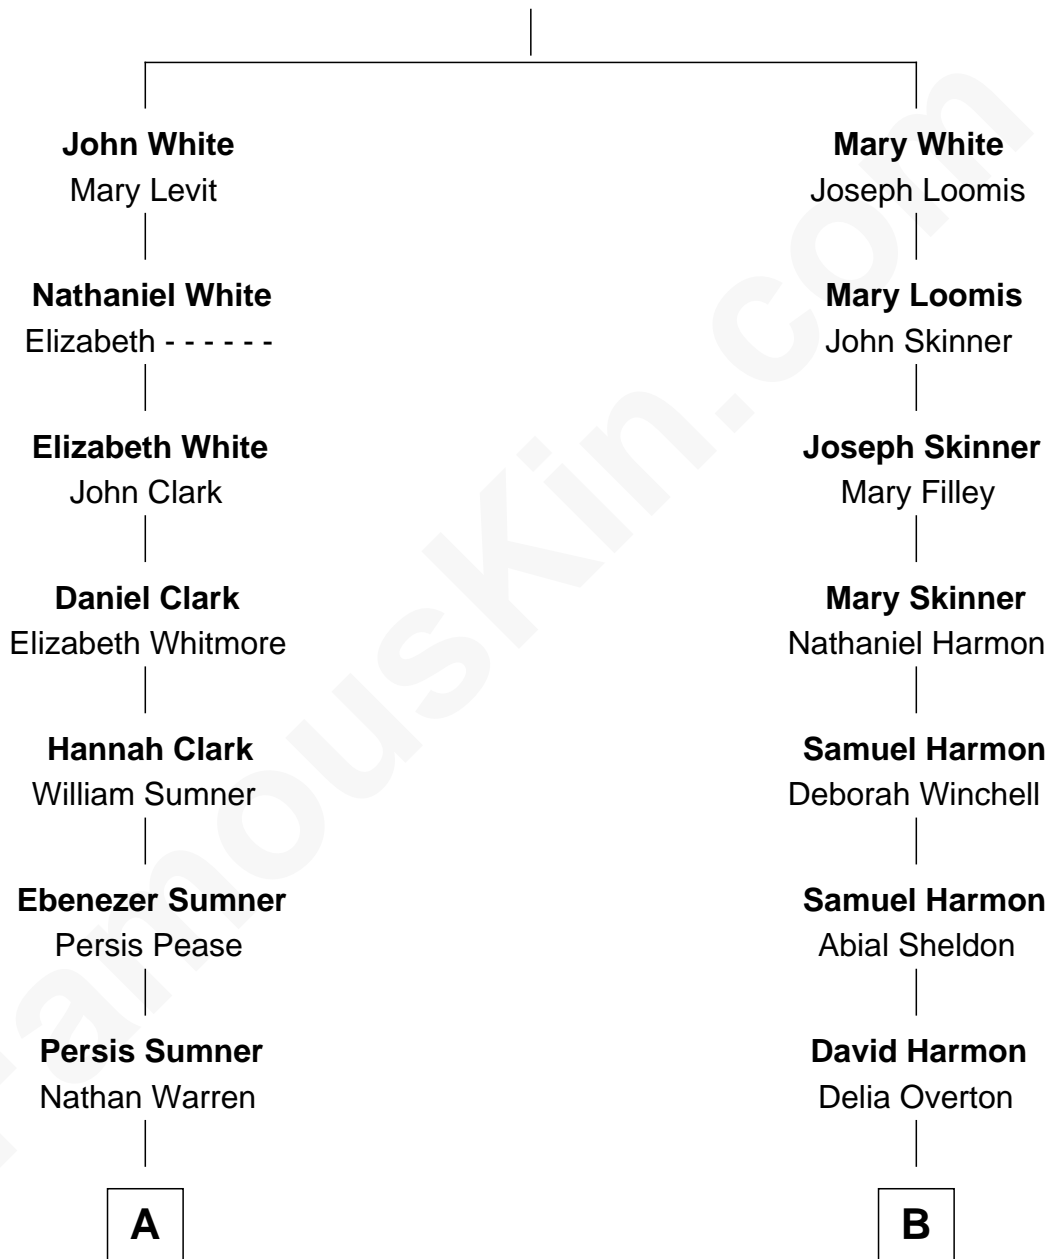 John White
Mary Levit
Nathaniel White
Elizabeth - - - - - -
Elizabeth White
John Clark
Daniel Clark
Elizabeth Whitmore
Hannah Clark
William Sumner
Ebenezer Sumner
Persis Pease
Persis Sumner
Nathan Warren
A
Mary White
Joseph Loomis
Mary Loomis
John Skinner
Joseph Skinner
Mary Filley
Mary Skinner
Nathaniel Harmon
Samuel Harmon
Deborah Winchell
Samuel Harmon
Abial Sheldon
David Harmon
Delia Overton
B
FamousKin.com